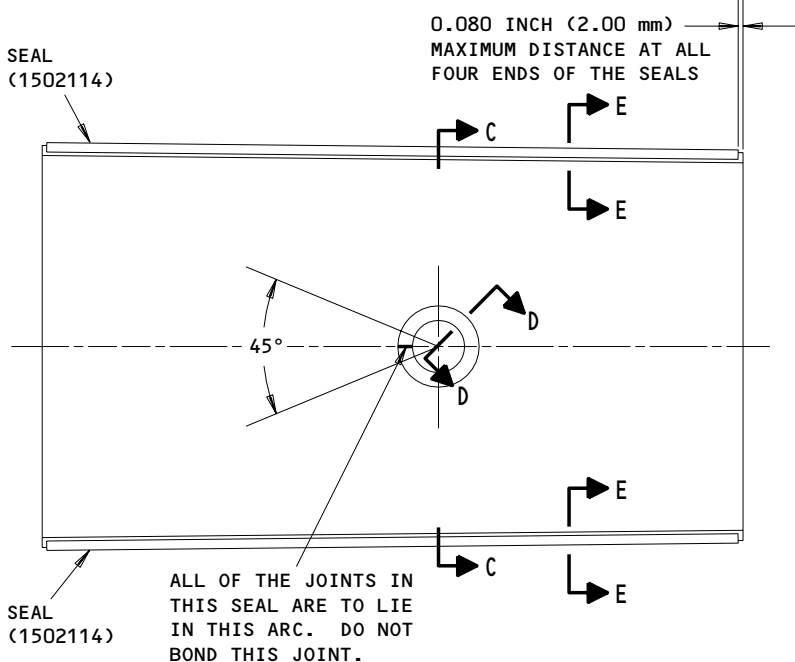 0.080 INCH (2.00 mm)
MAXIMUM DISTANCE AT ALL
FOUR ENDS OF THE SEALS
SEAL
(1502114)
E
C
E
D
45°
D
E
C
E
ALL OF THE JOINTS IN
THIS SEAL ARE TO LIE
IN THIS ARC. DO NOT
BOND THIS JOINT.
SEAL
(1502114)